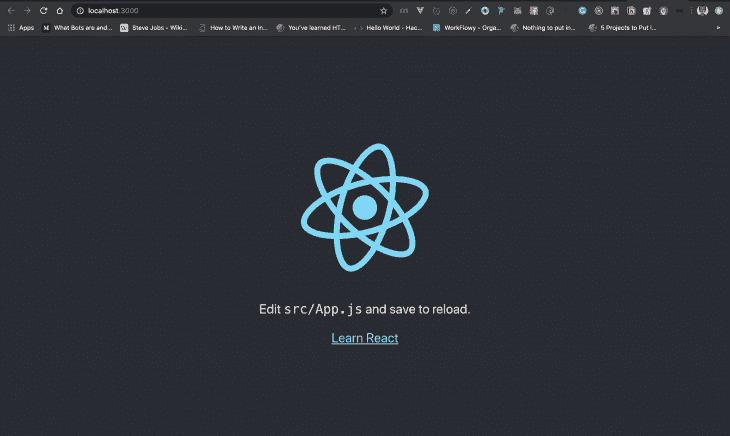 localhost:3000
Apps What Bots are and... Steve Jobs - Wiki... How to Write an In... You've learned HT... Hello World - Hac... WorkFlowy - Orga... Nothing to put in... 5 Projects to Put I... »
Edit src/App.js and save to reload.
Learn React